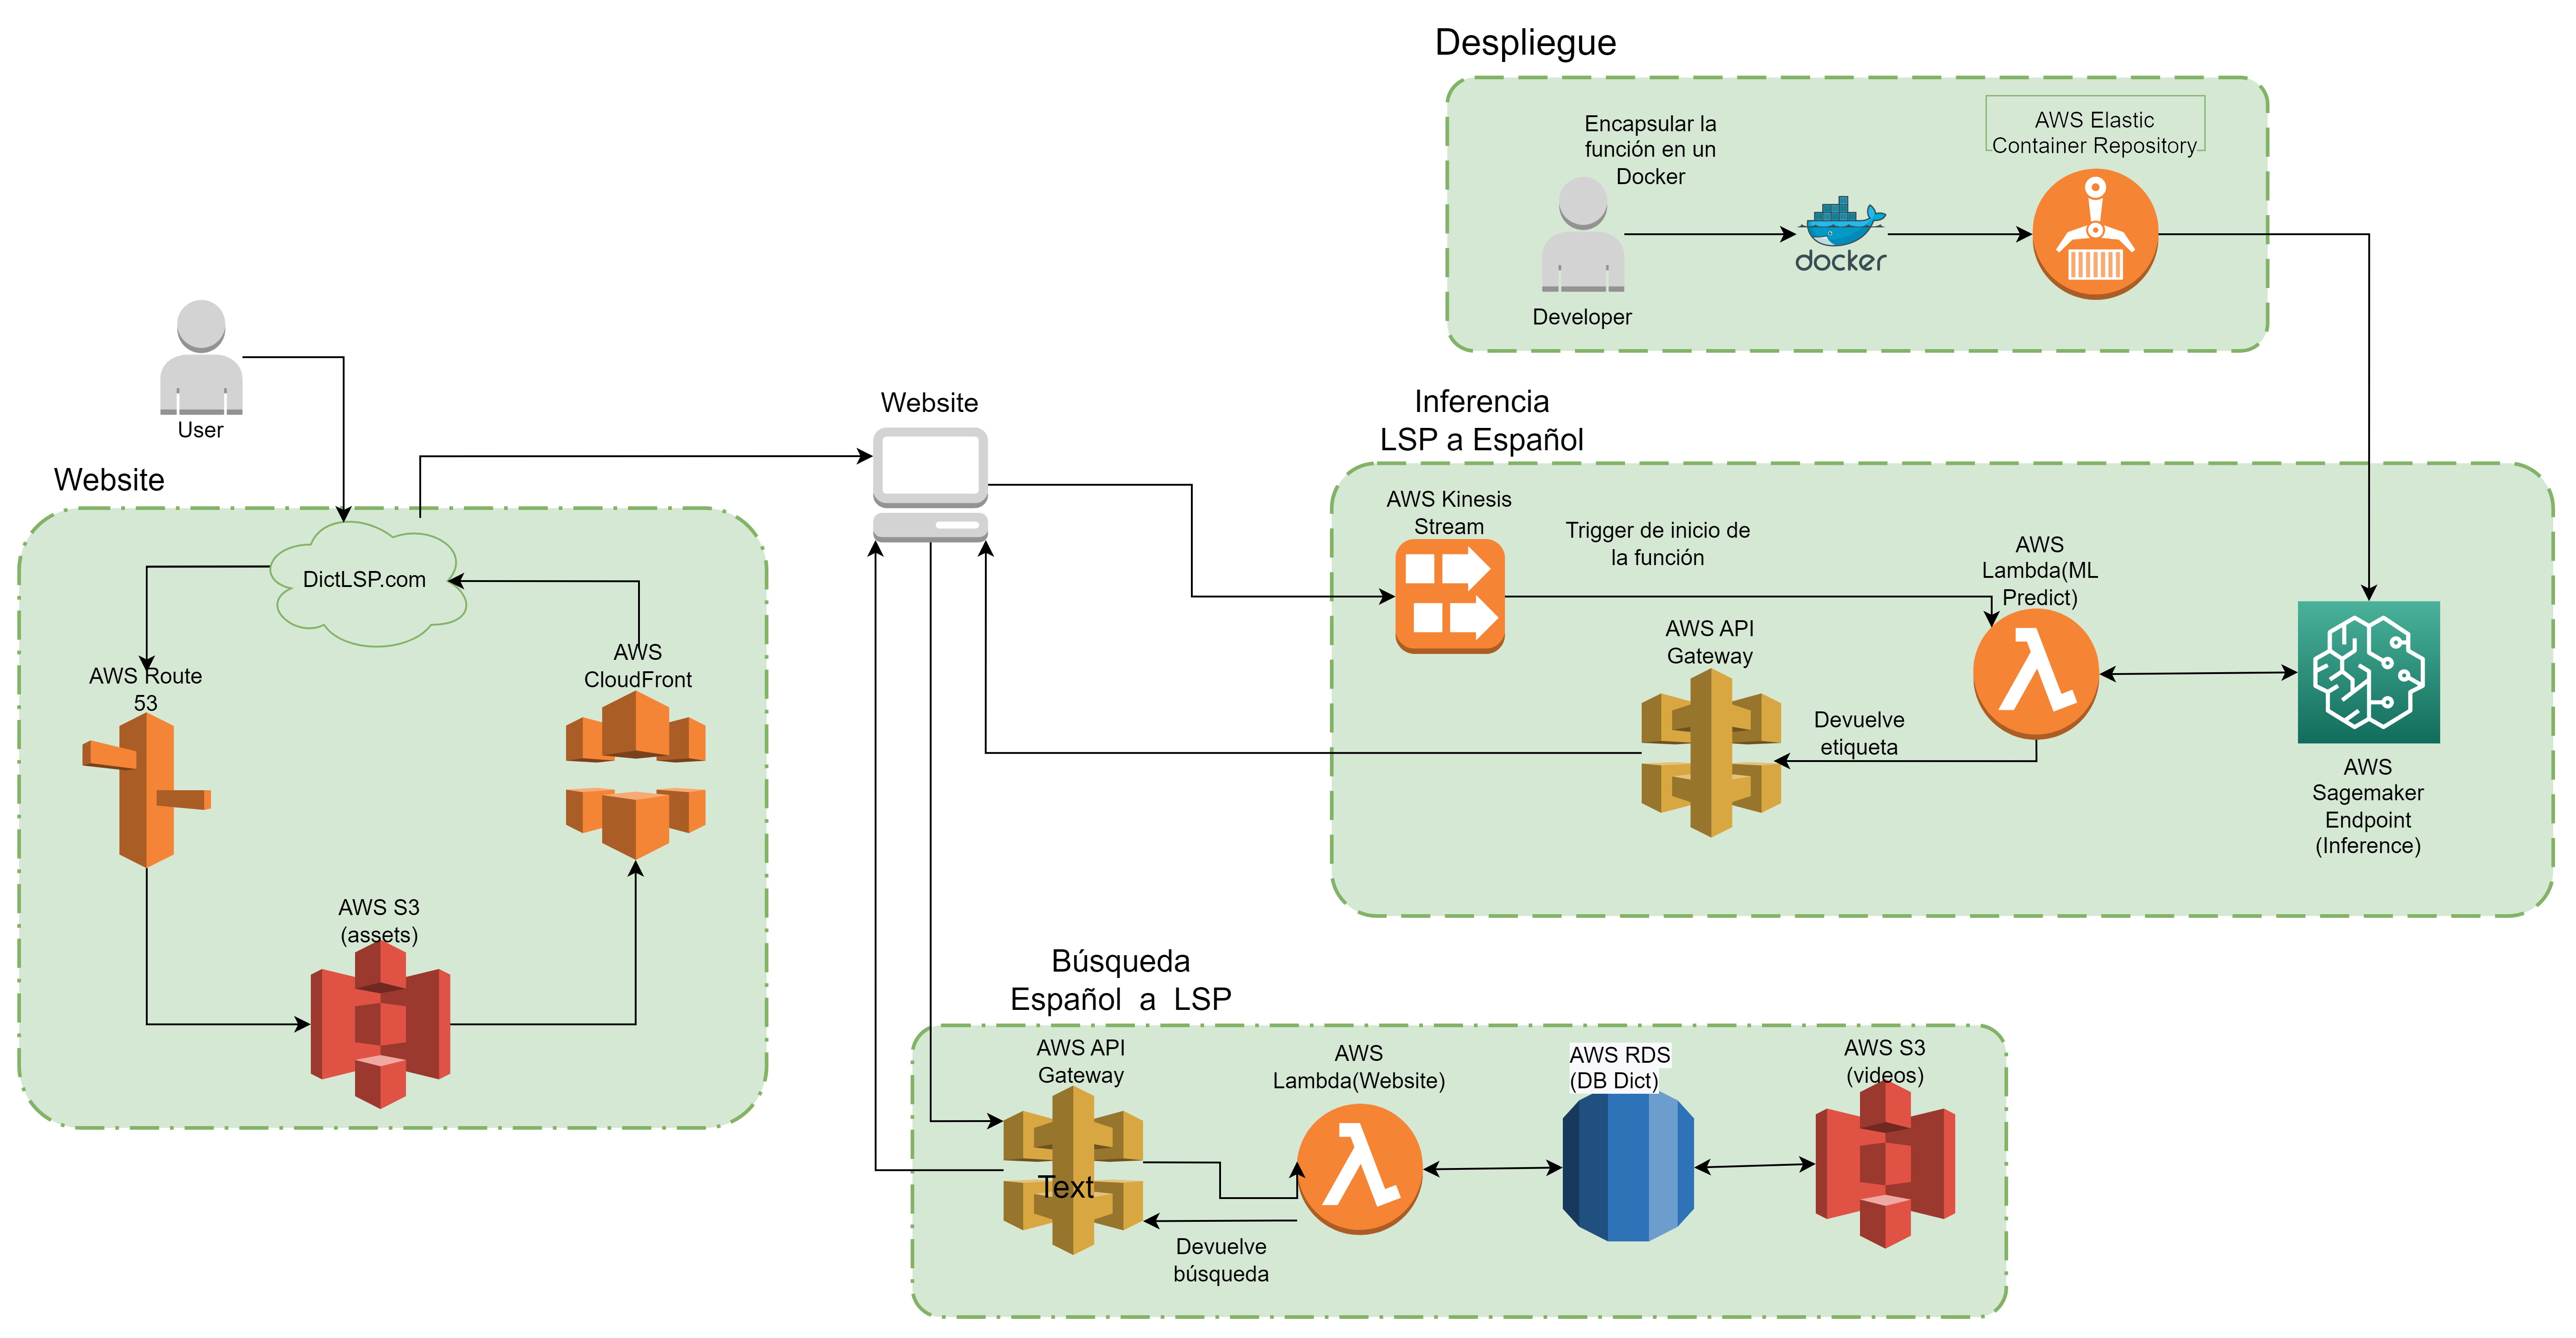 Despliegue
Encapsular la
función en un
Docker
AWS Elastic
Container Repository
docker
Developer
User
Website
DictLSP.com
AWS Route
53
AWS
CloudFront
AWS S3
(assets)
Website
Inferencia
LSP a Español
AWS Kinesis
Stream
Trigger de inicio de
la función
AWS
Lambda(ML
Predict)
AWS API
Gateway
Devuelve
etiqueta
AWS
Sagemaker
Endpoint
(Inference)
Búsqueda
Español a LSP
AWS API
Gateway
Text
AWS
Lambda(Website)
AWS RDS
(DB Dict)
AWS S3
(videos)
Devuelve
búsqueda